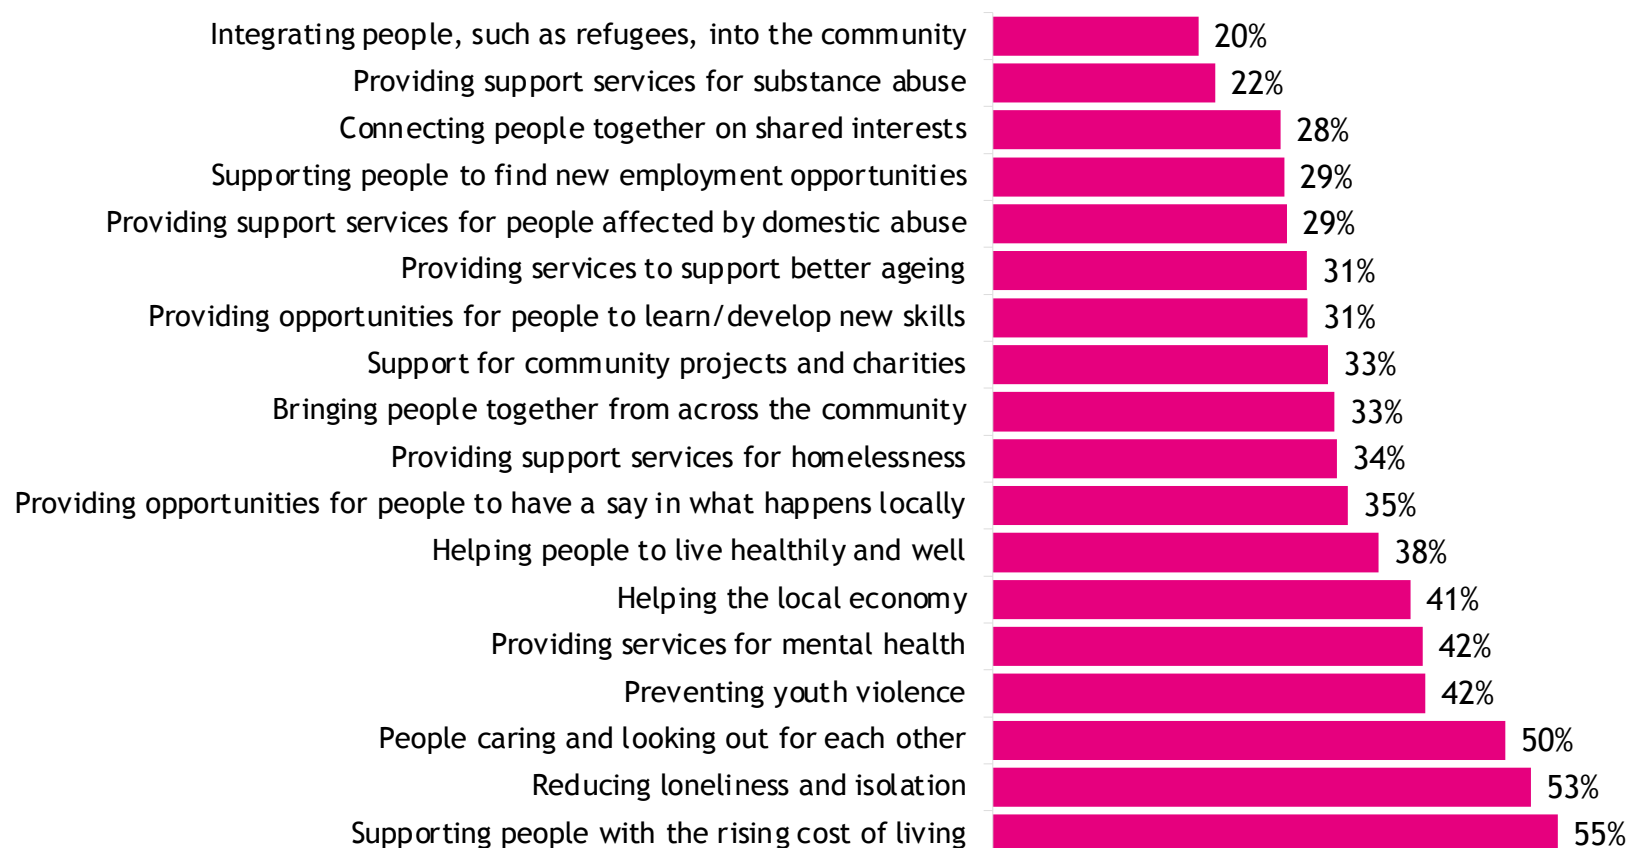 Integrating people, such as refugees, into the community 20%
Providing support services for substance abuse 22%
Connecting people together on shared interests 28%
Supporting people to find new employment opportunities 29%
Providing support services for people affected by domestic abuse 29%
Providing services to support better ageing 31%
Providing opportunities for people to learn/develop new skills 31%
Support for community projects and charities 33%
Bringing people together from across the community 33%
Providing support services for homelessness 34%
Providing opportunities for people to have a say in what happens locally 35%
Helping people to live healthily and well 38%
Helping the local economy 41%
Providing services for mental health 42%
Preventing youth violence 42%
People caring and looking out for each other 50%
Reducing loneliness and isolation 53%
Supporting people with the rising cost of living 55%